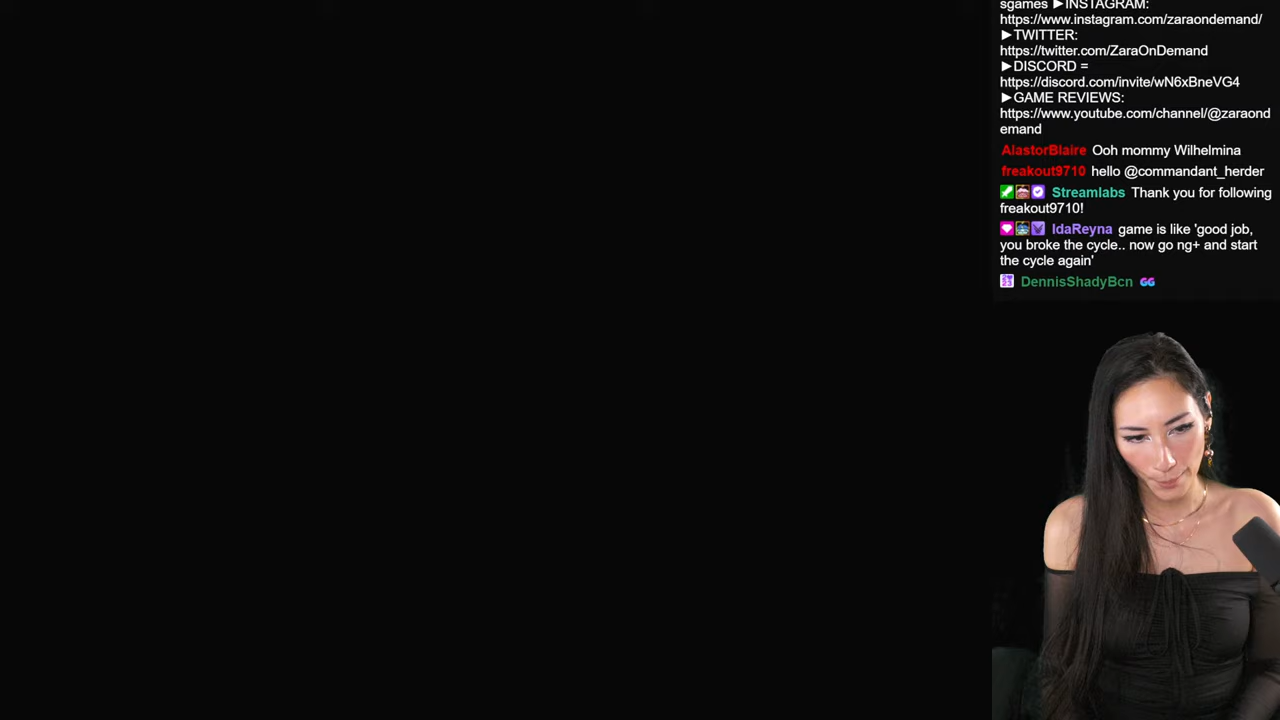 sgames ►INSTAGRAM:
https://www.instagram.com/zaraondemand/
►TWITTER:
https://twitter.com/ZaraOnDemand
►DISCORD =
https://discord.com/invite/wN6xBneVG4
►GAME REVIEWS:
https://www.youtube.com/channel/@zaraond
emand
AlastorBlaire Ooh mommy Wilhelmina
freakout9710 hello @commandant_herder
Streamlabs Thank you for following
freakout9710!
IdaReyna game is like 'good job,
you broke the cycle.. now go ng+ and start
the cycle again'
DennisShadyBcn GG